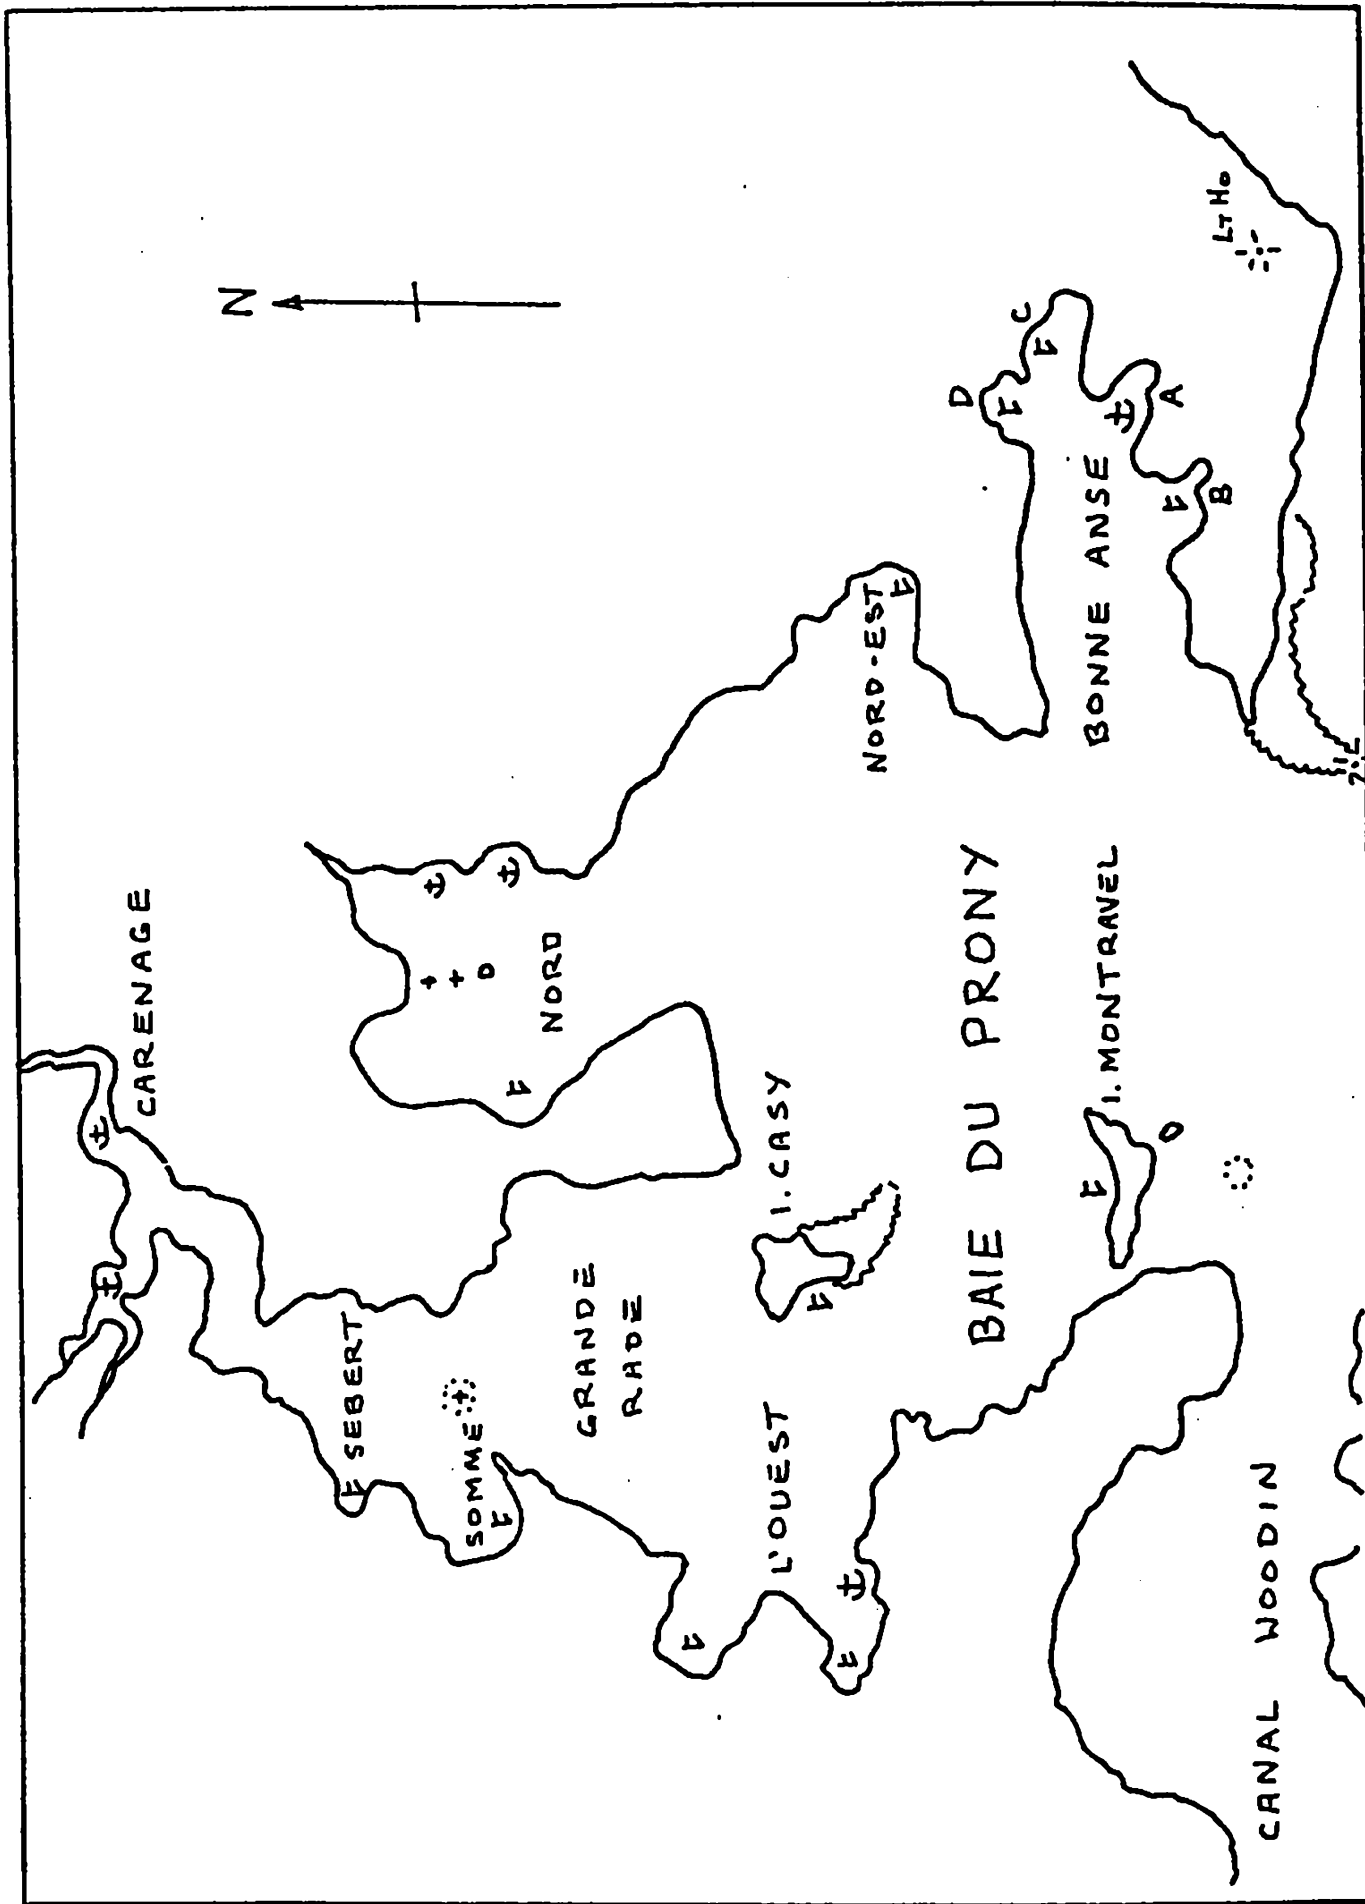 CARENAGE
N
SEBERT
SOMME
D
NORD
GRANDE
RADE
L'OUEST
I. CASY
NORD-EST
D
BAIE DU PRONY
C
BONNE ANSE
I. MONTRAVEL
A
B
LT HO
CANAL WOODIN